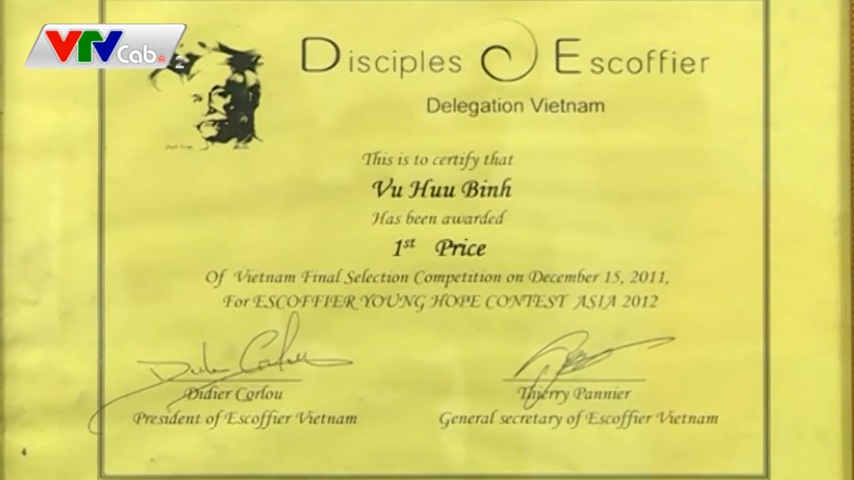 VTVCab 2
Disciples Escoffier
Delegation Vietnam
This is to certify that
Vu Huu Binh
Has been awarded
1st Price
Of Vietnam Final Selection Competition on December 15, 2011,
For ESCOFFIER YOUNG HOPE CONTEST ASIA 2012
Didier Corlou
Thierry Pannier
President of Escoffier Vietnam
General secretary of Escoffier Vietnam
4